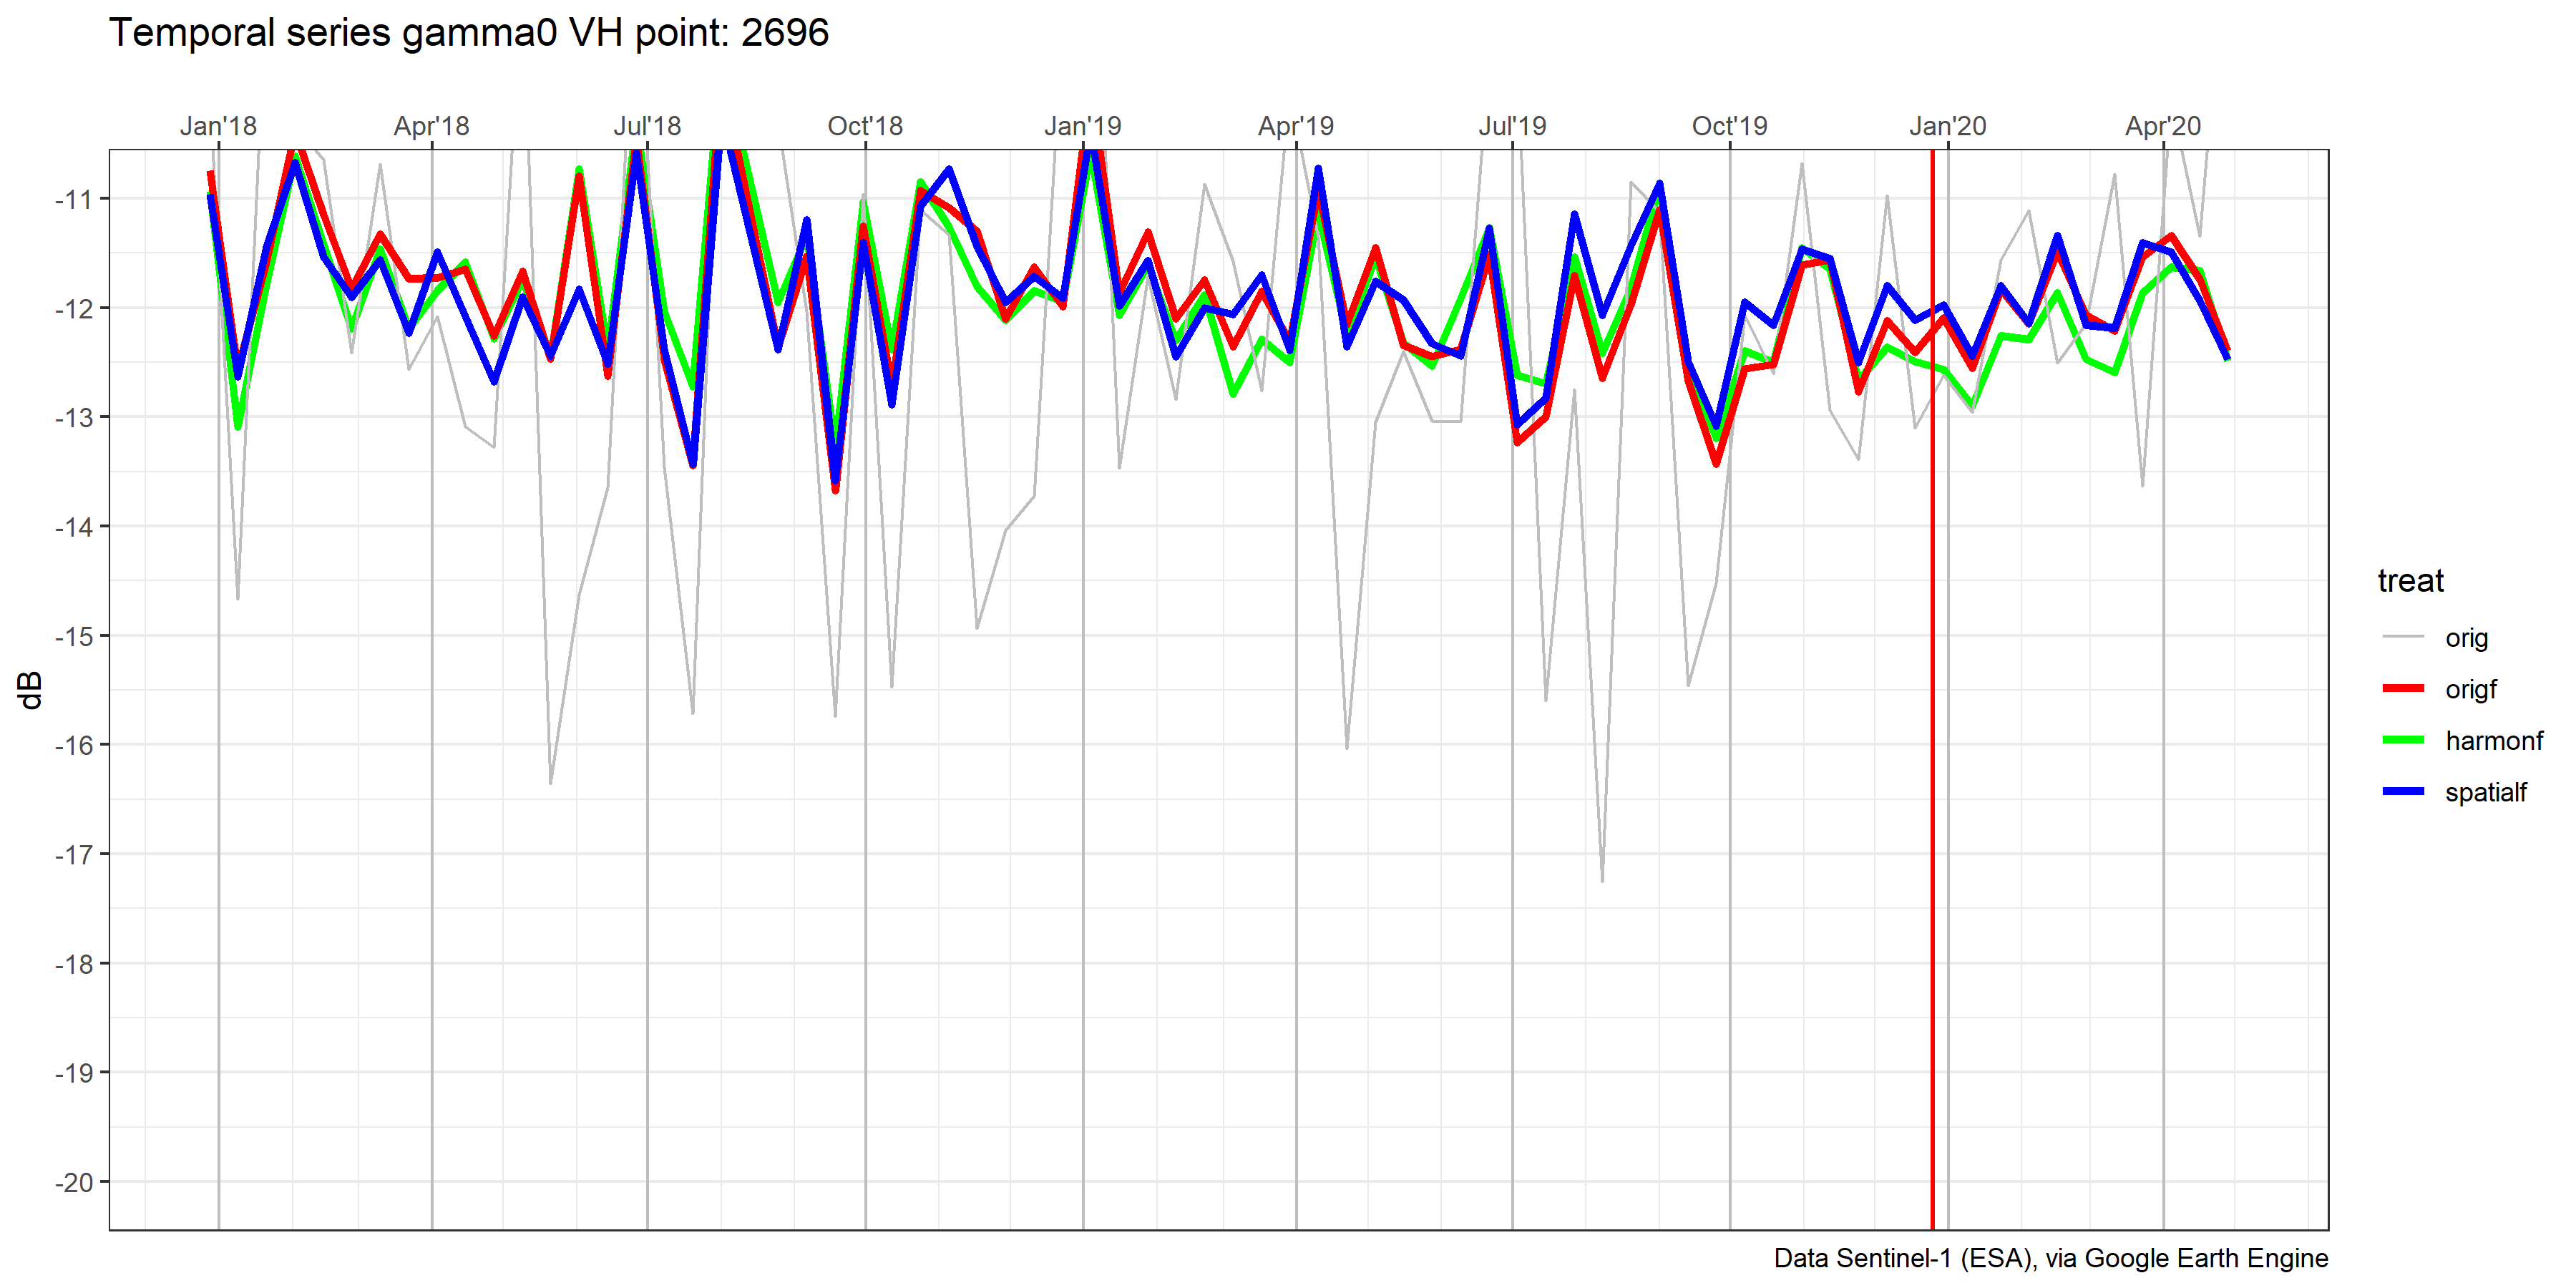 Temporal series gamma0 VH point: 2696
Jan'18 Apr'18 Jul'18 Oct'18 Jan'19 Apr'19 Jul'19 Oct'19 Jan'20 Apr'20
-11
-12
-13
-14
-15
-16
-17
-18
-19
-20
dB
treat
orig
origf
harmonf
spatialf
Data Sentinel-1 (ESA), via Google Earth Engine